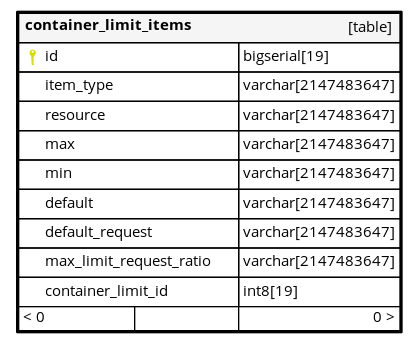 container_limit_items [table]
id bigserial[19]
item_type varchar[2147483647]
resource varchar[2147483647]
max varchar[2147483647]
min varchar[2147483647]
default varchar[2147483647]
default_request varchar[2147483647]
max_limit_request_ratio varchar[2147483647]
container_limit_id int8[19]
< 0 0 >